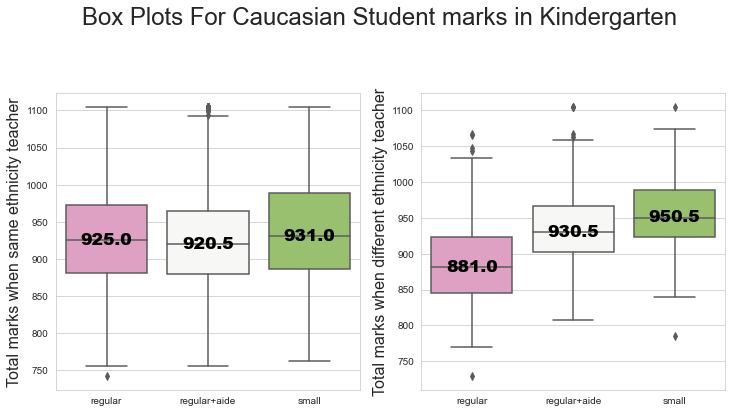 Box Plots For Caucasian Student marks in Kindergarten
Total marks when same ethnicity teacher
1100
1050
1000
950
900
850
800
750
925.0
920.5
931.0
regular
regular+aide
small
Total marks when different ethnicity teacher
1100
1050
1000
950
900
850
800
750
881.0
930.5
950.5
regular
regular+aide
small